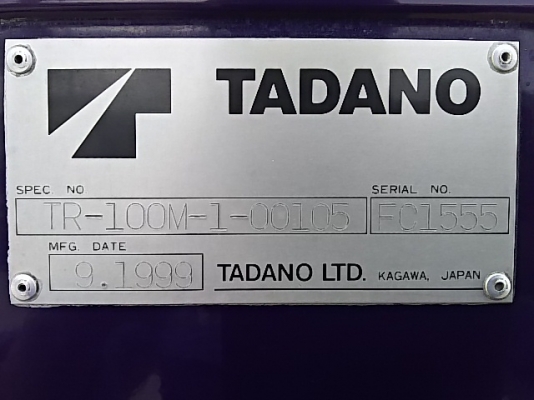 TADANO
SPEC NO SERIAL NO.
TR-100M-1-00105 FC1555
MFG. DATE
9.1999 TADANO LTD. KAGAWA, JAPAN